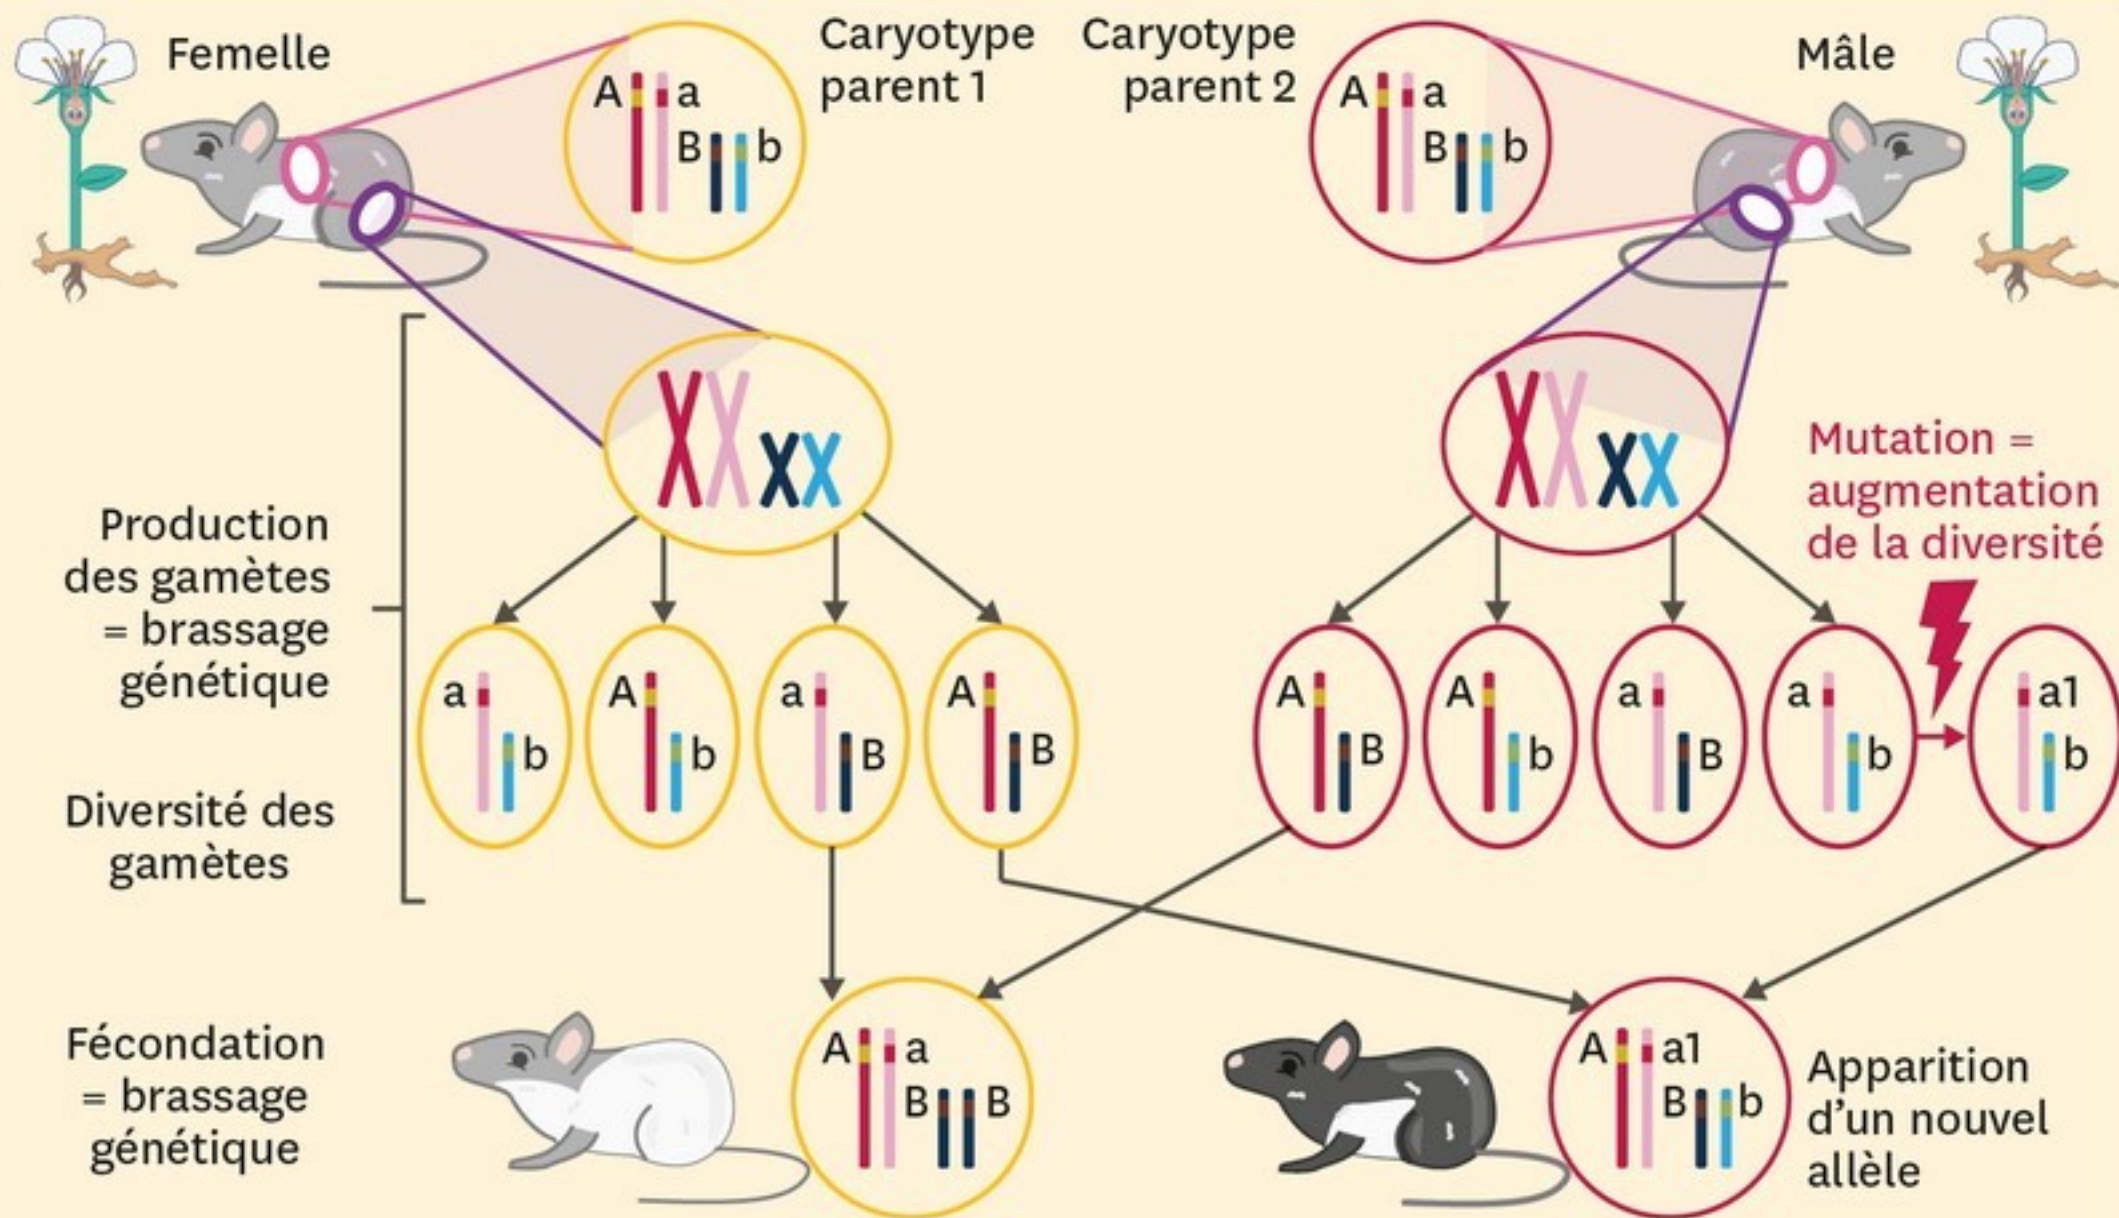 Femelle
Caryotype
parent 1
Caryotype
parent 2
Mâle
A a
B b
A a
B b
Production
des gamètes
= brassage
génétique
Diversité des
gamètes
Mutation =
augmentation
de la diversité
a
b
A
b
a
B
A
B
A
B
A
b
a
B
a
b
a1
b
Fécondation
= brassage
génétique
A a
B B
A a1
B b
Apparition
d'un nouvel
allèle